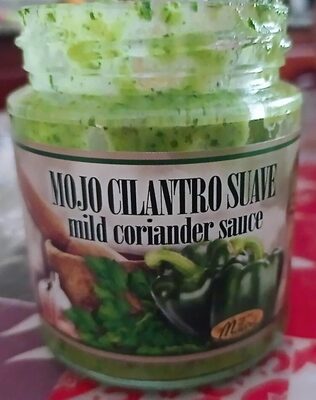 MOJO CILANTRO SUAVE
mild coriander sauce